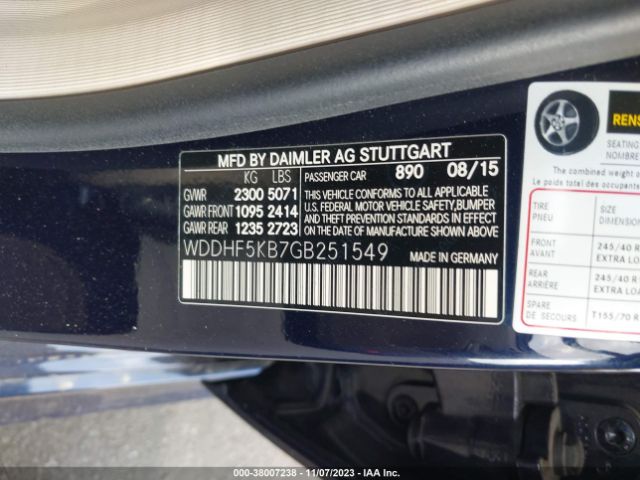 MFD BY DAIMLER AG STUTTGART
KG LBS
PASSENGER CAR 890 08/15
GVWR 2300 5071
GAWR FRONT 1095 2414
GAWR REAR 1235 2723
THIS VEHICLE CONFORMS TO ALL APPLICABLE
U.S. FEDERAL MOTOR VEHICLE SAFETY,BUMPER
AND THEFT PREVENTION STANDARDS IN EFFECT
ON THE DATE OF MANUFACTURE SHOWN ABOVE.
WDDHF5KB7GB251549
MADE IN GERMANY
RENS
SEATING
NOMBRE
The combined weight of
Le poids total des occupants
TIRE
PNEU
SIZE
DIMENSION
FRONT
AVANT
245/40 R
EXTRA LOA
REAR
ARRIÈRE
245/40 R
EXTRA LOA
SPARE
DE SECOURS
T155/70 R
000-38007238 - 11/07/2023 - IAA Inc.